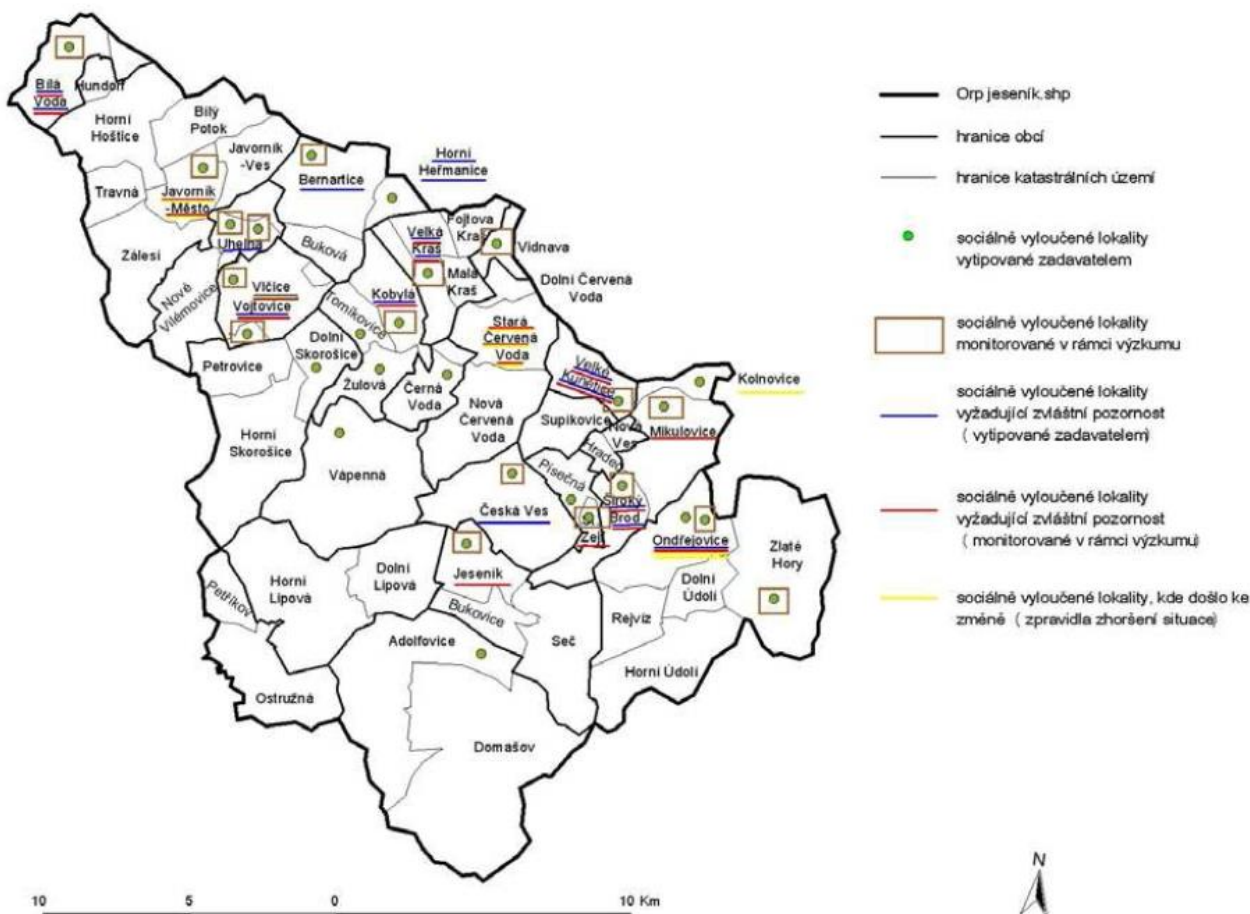 Bílá
Voda
Hundorf
Horní
Hoštice
Bílý
Potok
Javorník
-Ves
Travná
Javorník
-Město
Bernartice
Horní
Heřmanice
Zálesí
Uhelná
Buková
Velká
Kraš
Fojtova
Kraš
Vidnava
Malá
Kraš
Dolní Červená
Voda
Nové
Vilémovice
Vlčice
Vojtovice
Tomíkovice
Kobylá
Petrovice
Dolní
Skorošice
Žulová
Černá
Voda
Stará
Červená
Voda
Velké
Kunětice
Kolnovice
Horní
Skorošice
Vápenná
Nová
Červená
Voda
Supíkovice
Nová
Ves
Mikulovice
Hradec
Písečná
Česká Ves
Široký
Brod
Zejf
Ondřejovice
Zlaté
Hory
Petříkov
Horní
Lipová
Dolní
Lipová
Jeseník
Bukovice
Adolfovice
Seč
Rejvíz
Dolní
Údolí
Horní Údolí
Ostružná
Domašov
Orp jeseník.shp
hranice obcí
hranice katastrálních území
sociálně vyloučené lokality
vytipované zadavatelem
sociálně vyloučené lokality
monitorované v rámci výzkumu
sociálně vyloučené lokality
vyžadující zvláštní pozornost
( vytipované zadavatelem)
sociálně vyloučené lokality
vyžadující zvláštní pozornost
( monitorované v rámci výzkumu)
sociálně vyloučené lokality, kde došlo ke
změně ( zpravidla zhoršení situace)
10 5 0 10 Km
N